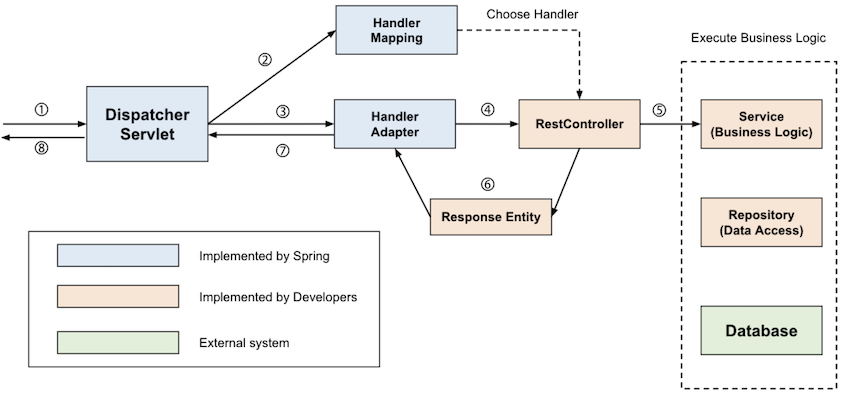 Choose Handler
Handler
Mapping
Execute Business Logic
②
①
Dispatcher
Servlet
③
Handler
Adapter
④
RestController
⑤
Service
(Business Logic)
⑧
⑦
⑥
Response Entity
Repository
(Data Access)
Implemented by Spring
Implemented by Developers
External system
Database